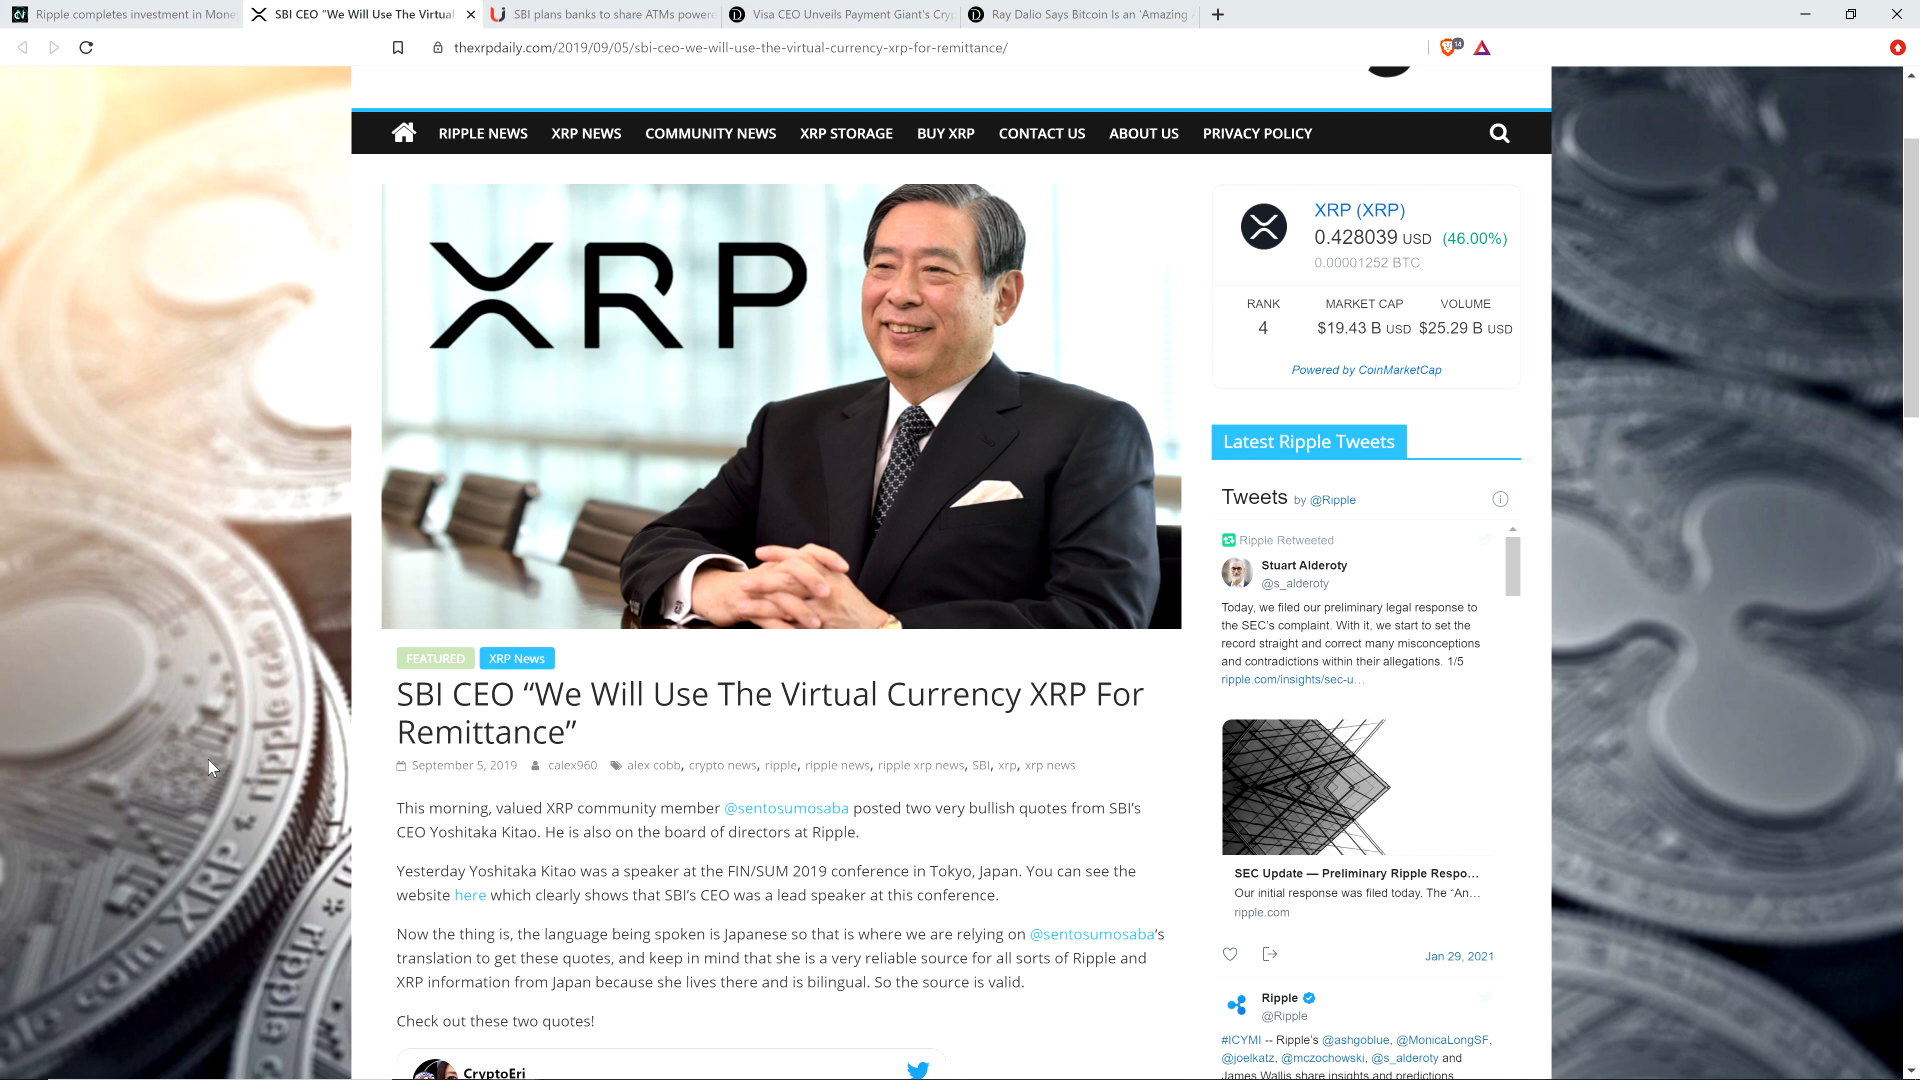 Ripple completes investment in Mone
SBI CEO "We Will Use The Virtual
SBI plans banks to share ATMs powere
Visa CEO Unveils Payment Giant's Cry
Ray Dalio Says Bitcoin Is an 'Amazing
thexrpdaily.com/2019/09/05/sbi-ceo-we-will-use-the-virtual-currency-xrp-for-remittance/
14
RIPPLE NEWS XRP NEWS COMMUNITY NEWS XRP STORAGE BUY XRP CONTACT US ABOUT US PRIVACY POLICY
XRP
FEATURED XRP News
SBI CEO “We Will Use The Virtual Currency XRP For
Remittance”
September 5, 2019 calex960 alex cobb, crypto news, ripple, ripple news, ripple xrp news, SBI, xrp, xrp news
This morning, valued XRP community member @sentosumosaba posted two very bullish quotes from SBI’s
CEO Yoshitaka Kitao. He is also on the board of directors at Ripple.
Yesterday Yoshitaka Kitao was a speaker at the FIN/SUM 2019 conference in Tokyo, Japan. You can see the
website here which clearly shows that SBI’s CEO was a lead speaker at this conference.
Now the thing is, the language being spoken is Japanese so that is where we are relying on @sentosumosaba’s
translation to get these quotes, and keep in mind that she is a very reliable source for all sorts of Ripple and
XRP information from Japan because she lives there and is bilingual. So the source is valid.
Check out these two quotes!
CryptoEri
XRP (XRP)
0.428039 USD (46.00%)
0.00001252 BTC
RANK MARKET CAP VOLUME
4 $19.43 B USD $25.29 B USD
Powered by CoinMarketCap
Latest Ripple Tweets
Tweets by @Ripple
Ripple Retweeted
Stuart Alderoty
@s_alderoty
Today, we filed our preliminary legal response to
the SEC’s complaint. With it, we start to set the
record straight and correct many misconceptions
and contradictions within their allegations. 1/5
ripple.com/insights/sec-u…
SEC Update — Preliminary Ripple Respo...
Our initial response was filed today. The “An...
ripple.com
Jan 29, 2021
Ripple
@Ripple
#ICYMI -- Ripple’s @ashgoblue, @MonicaLongSF,
@joelkatz, @mczochowski, @s_alderoty and
James Wallis share insights and predictions
coin XRP ripple
ripple